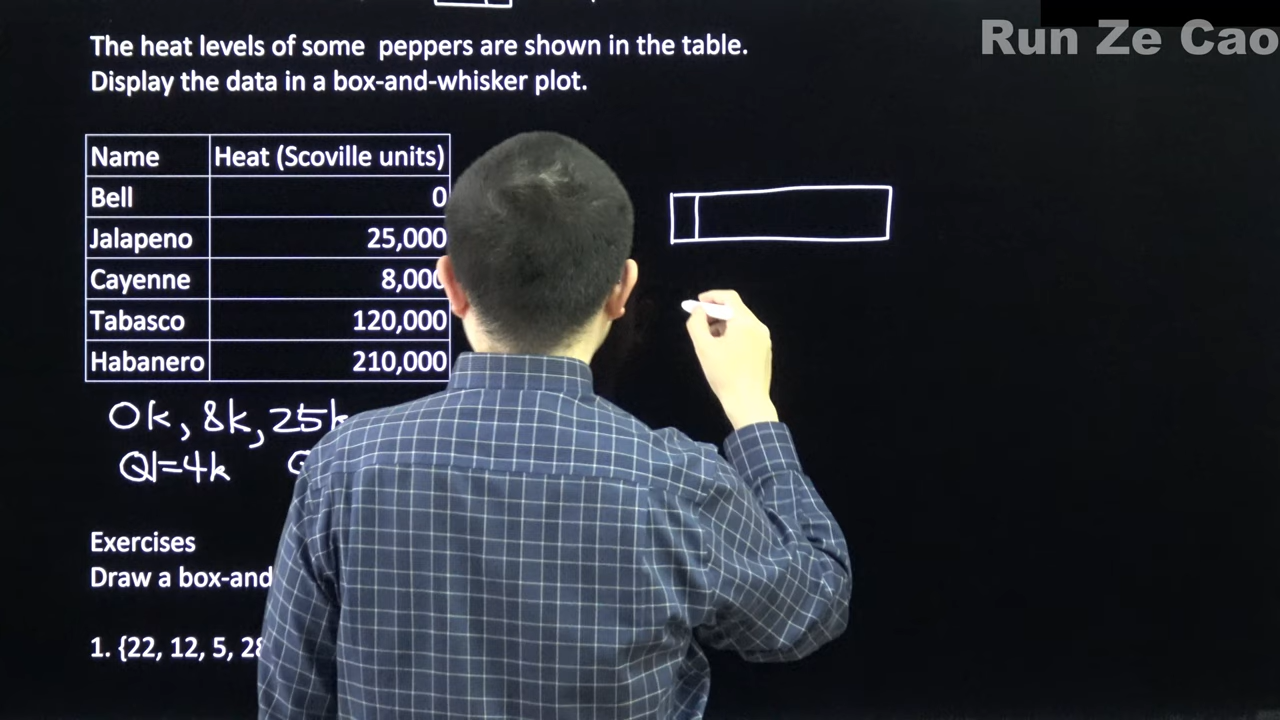 Run Ze Cao
The heat levels of some peppers are shown in the table.
Display the data in a box-and-whisker plot.
Name Heat (Scoville units)
Bell 0
Jalapeno 25,000
Cayenne 8,000
Tabasco 120,000
Habanero 210,000
0k, 8k, 25k
Q1=4k
Exercises
Draw a box-and
1. {22, 12, 5, 28